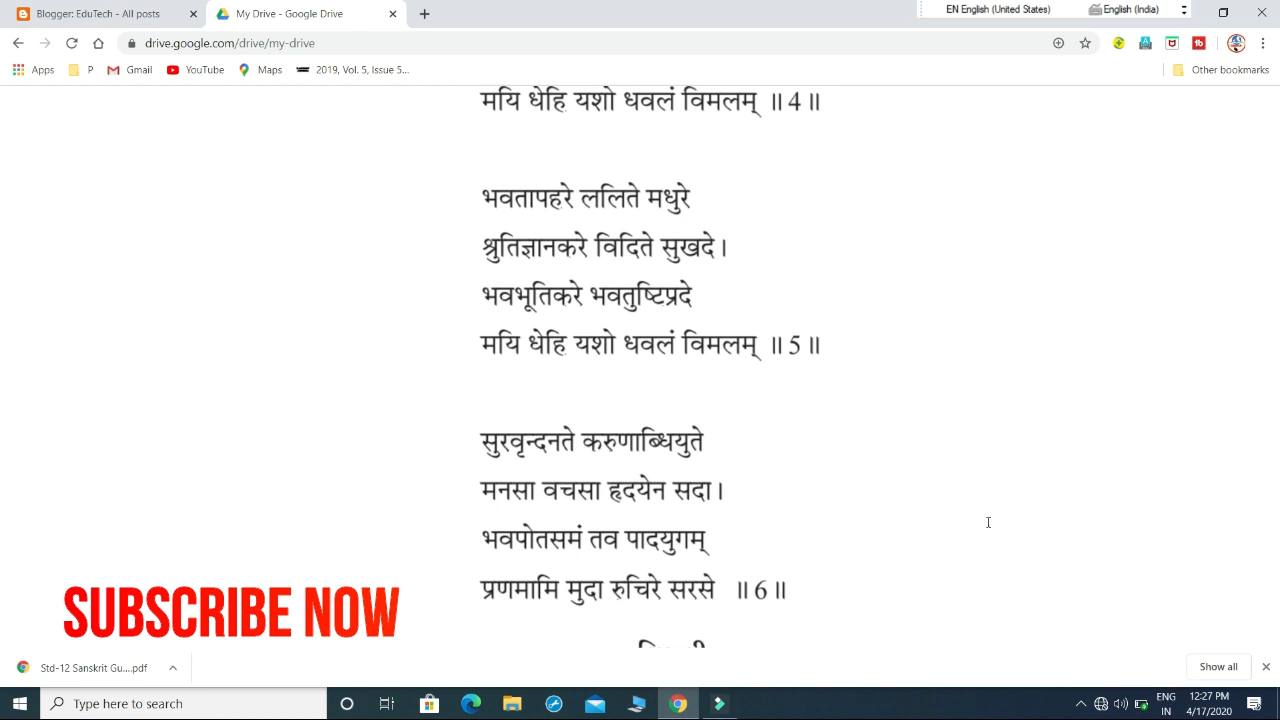 Blogger: EduTech - All posts
My Drive - Google Drive
EN English (United States)
English (India)
drive.google.com/drive/my-drive
Apps
P
Gmail
YouTube
Maps
2019, Vol. 5, Issue 5...
Other bookmarks
मयि धेहि यशो धवलं विमलम् ॥ 4 ॥
भवतापहरे ललिते मधुरे
श्रुतिज्ञानकरे विदिते सुखदे।
भवभूतिकरे भवतुष्टिप्रदे
मयि धेहि यशो धवलं विमलम् ॥ 5 ॥
सुरवृन्दनते करुणाब्धियुते
मनसा वचसा हृदयेन सदा।
भवपोतसमं तव पादयुगम्
प्रणमामि मुदा रुचिरे सरसे ॥ 6 ॥
SUBSCRIBE NOW
Std-12 Sanskrit Gu....pdf
Show all
Type here to search
ENG
IN
12:27 PM
4/17/2020